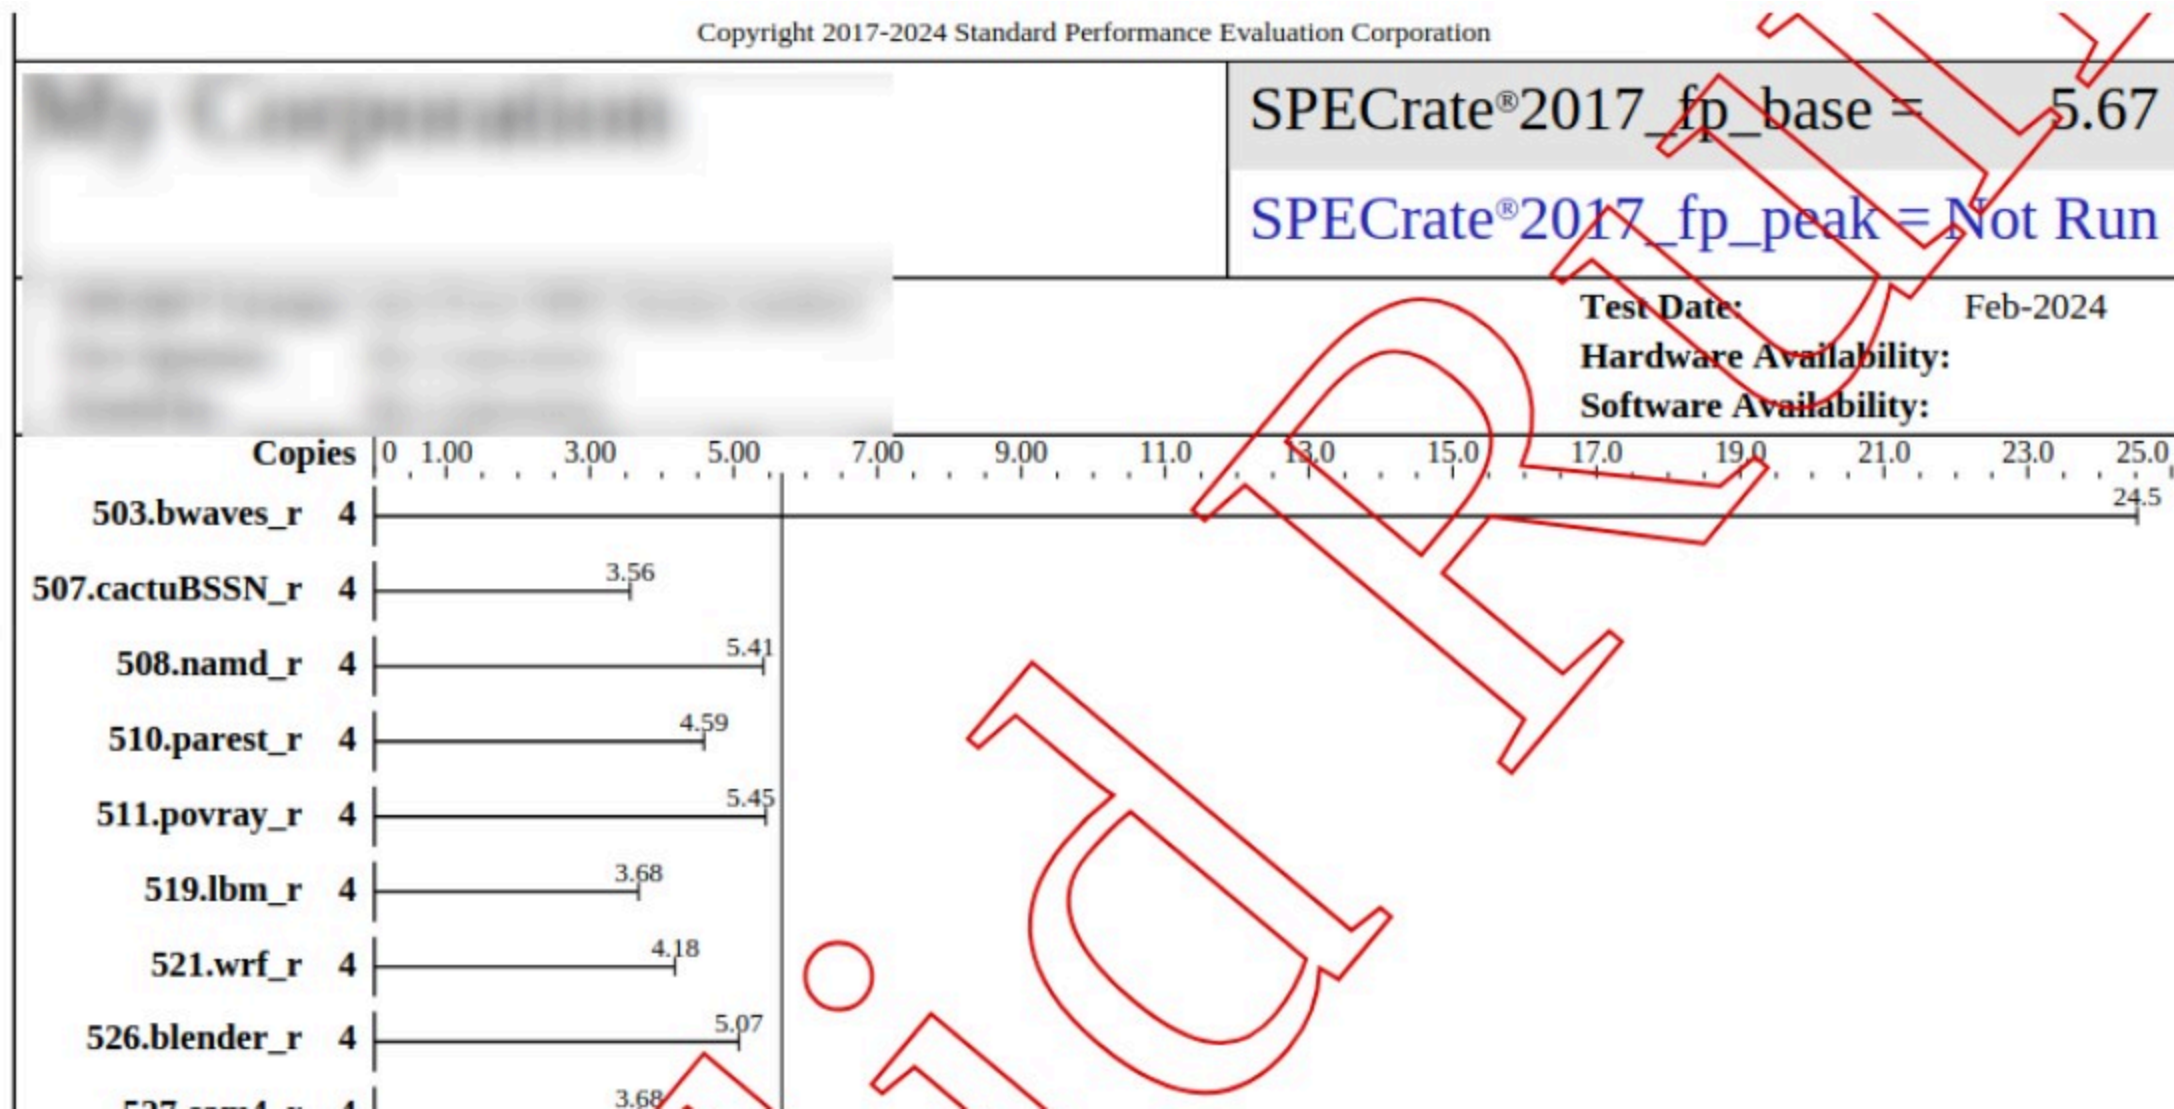 Copyright 2017-2024 Standard Performance Evaluation Corporation
My Corporation
SPECrate®2017_fp_base = 5.67
SPECrate®2017_fp_peak = Not Run
Test Date: Feb-2024
Hardware Availability:
Software Availability:
Copies 0 1.00 3.00 5.00 7.00 9.00 11.0 13.0 15.0 17.0 19.0 21.0 23.0 25.0
24.5
503.bwaves_r 4
3.56
507.cactuBSSN_r 4
5.41
508.namd_r 4
4.59
510.parest_r 4
5.45
511.povray_r 4
3.68
519.lbm_r 4
4.18
521.wrf_r 4
5.07
526.blender_r 4
3.68